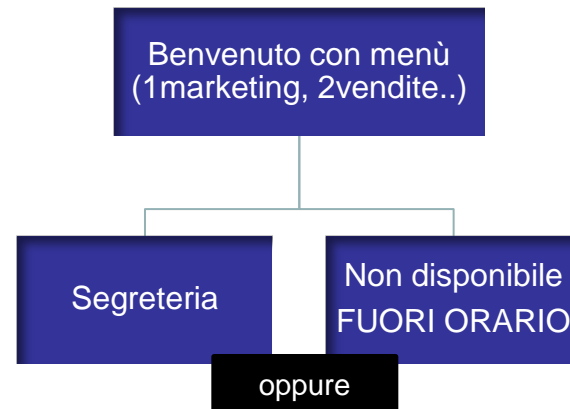 Benvenuto con menù
(1marketing, 2vendite..)
Segreteria
Non disponibile
FUORI ORARIO
oppure